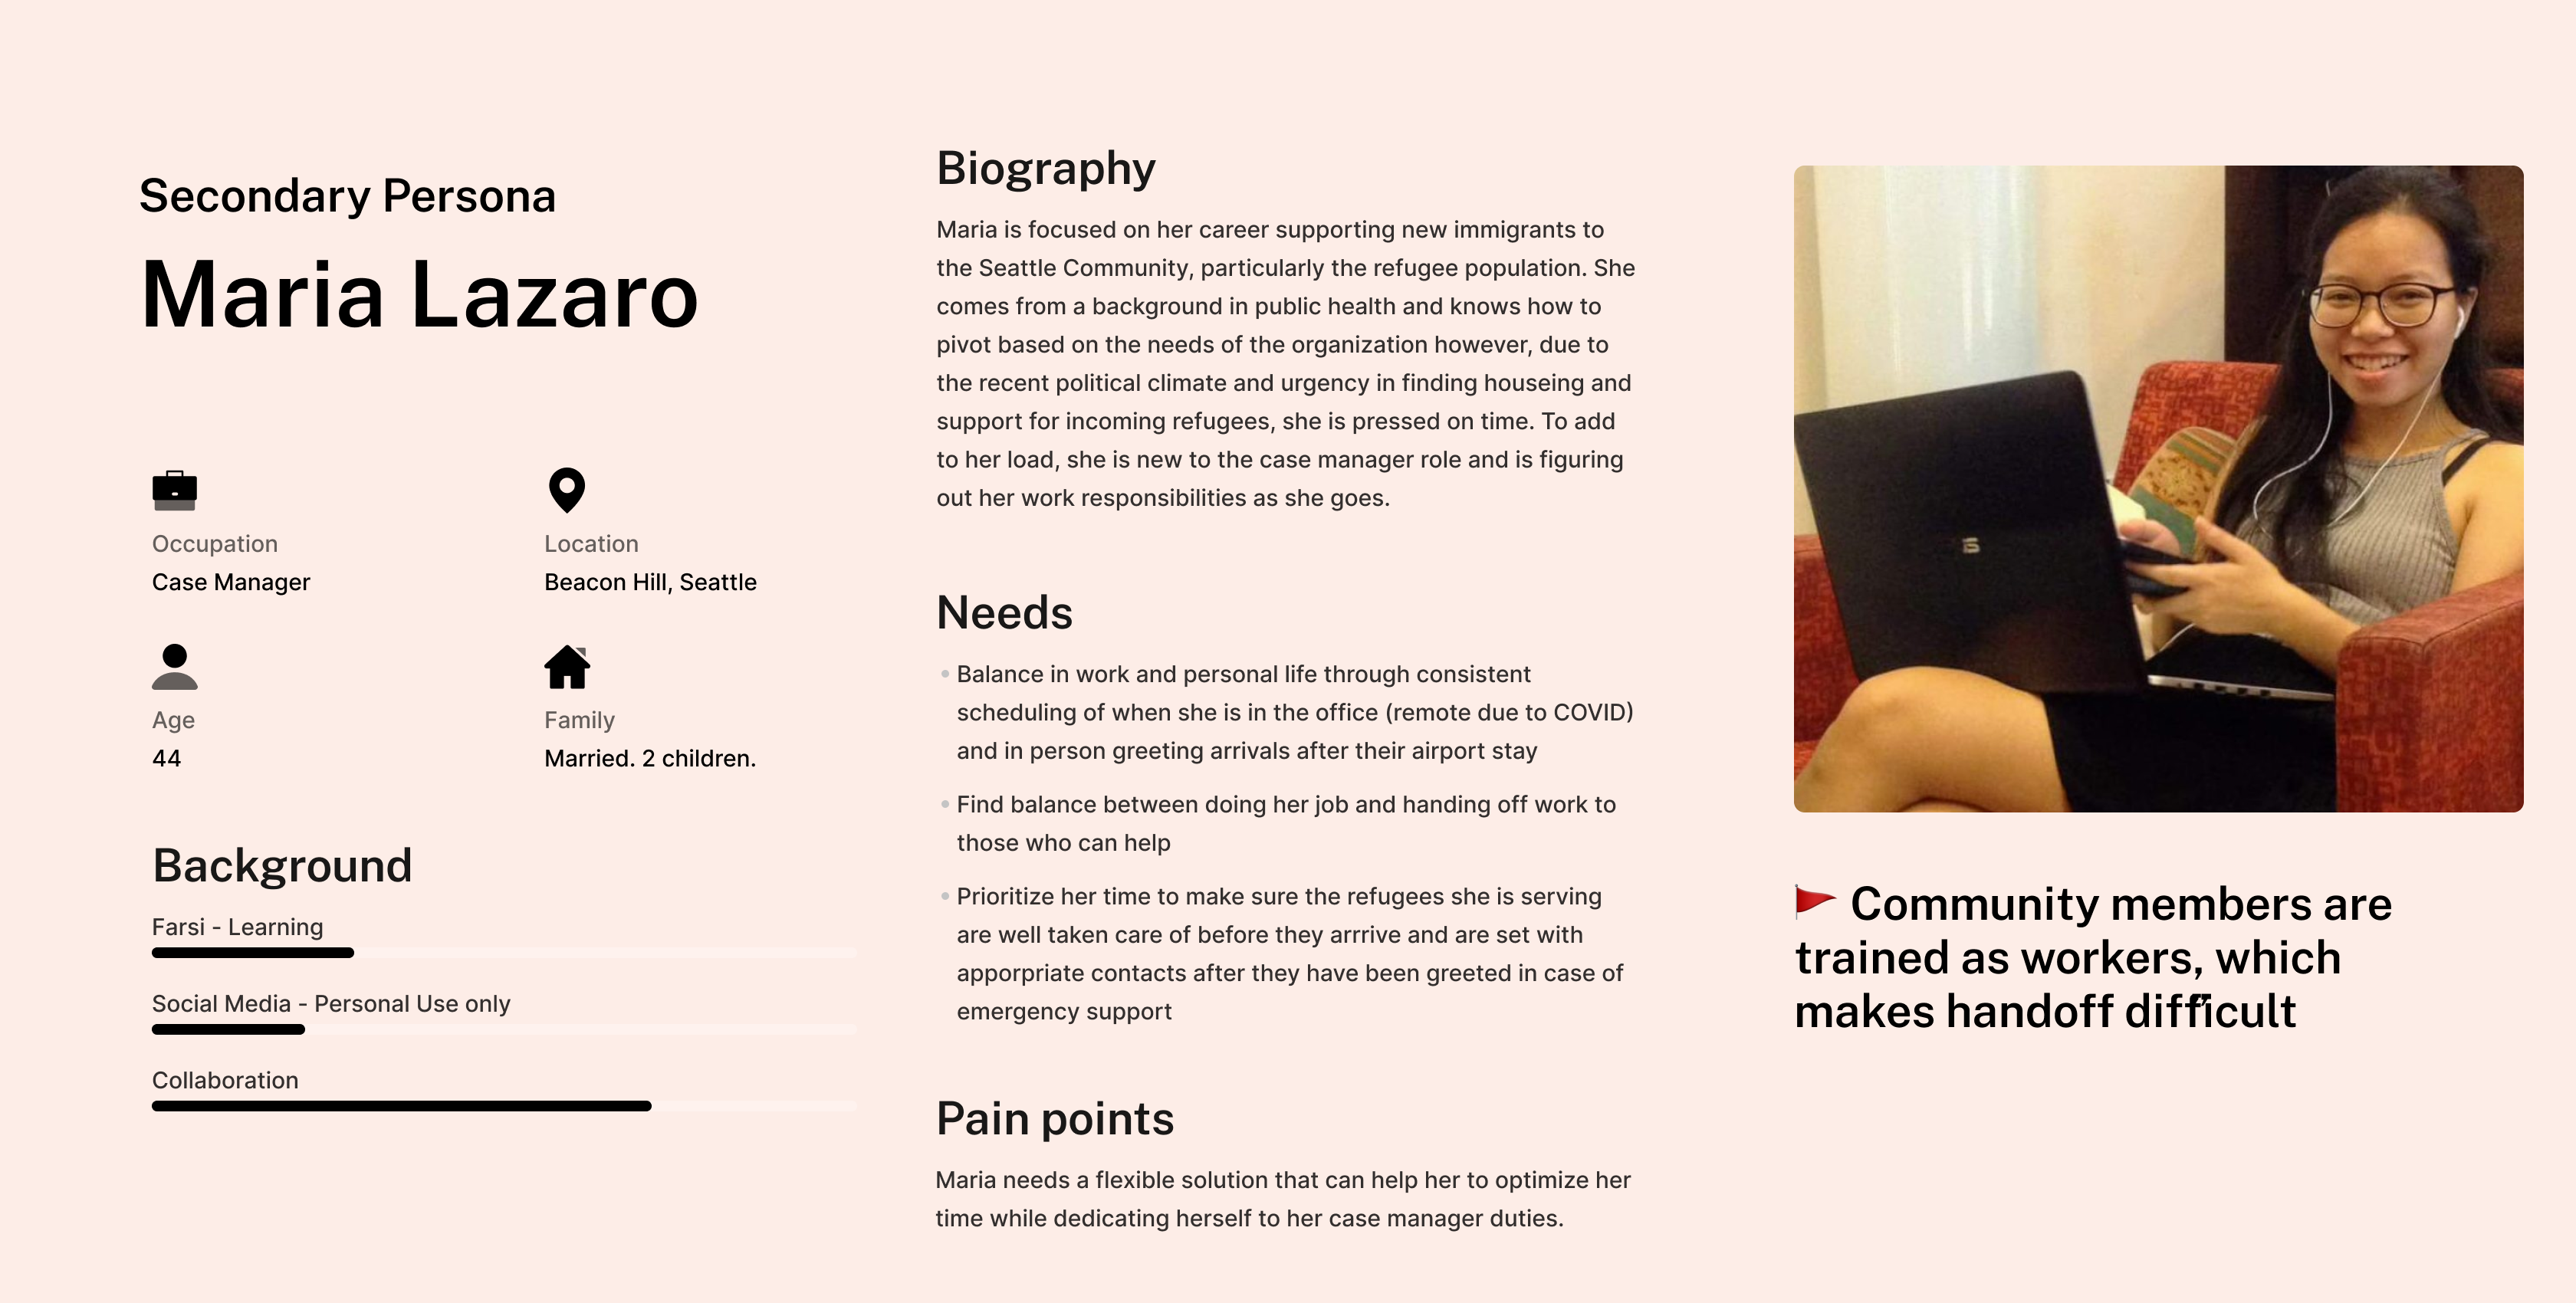 Secondary Persona
Maria Lazaro
Occupation
Case Manager
Location
Beacon Hill, Seattle
Age
44
Family
Married. 2 children.
Background
Farsi - Learning
Social Media - Personal Use only
Collaboration
Biography
Maria is focused on her career supporting new immigrants to
the Seattle Community, particularly the refugee population. She
comes from a background in public health and knows how to
pivot based on the needs of the organization however, due to
the recent political climate and urgency in finding houseing and
support for incoming refugees, she is pressed on time. To add
to her load, she is new to the case manager role and is figuring
out her work responsibilities as she goes.
Needs
• Balance in work and personal life through consistent
scheduling of when she is in the office (remote due to COVID)
and in person greeting arrivals after their airport stay
• Find balance between doing her job and handing off work to
those who can help
• Prioritize her time to make sure the refugees she is serving
are well taken care of before they arrrive and are set with
apporpriate contacts after they have been greeted in case of
emergency support
Pain points
Maria needs a flexible solution that can help her to optimize her
time while dedicating herself to her case manager duties.
🚩 Community members are
trained as workers, which
makes handoff difficult